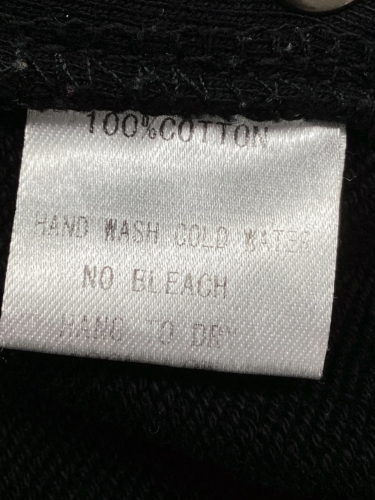 100%COTTON
HAND WASH COLD WATER
NO BLEACH
HANG TO DRY